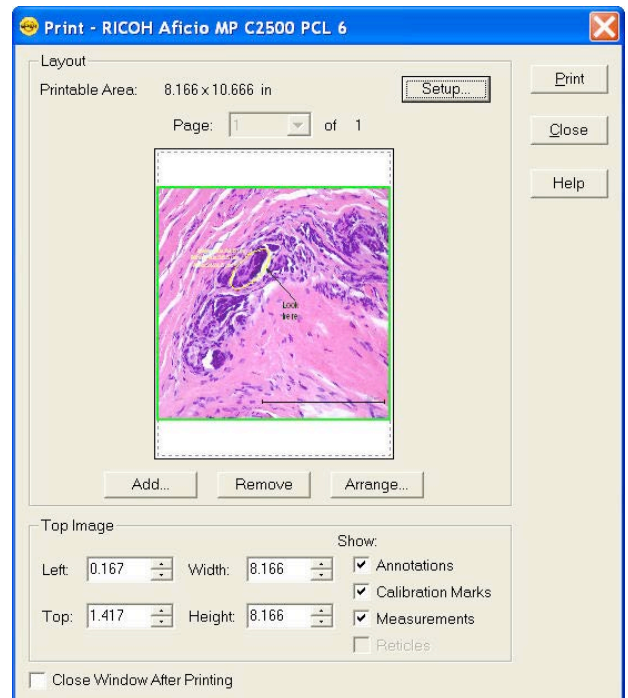 Print - RICOH Aficio MP C2500 PCL 6
Layout
Printable Area: 8.166 x 10.666 in
Setup...
Print
Page: 1 of 1
Close
Help
Look
here
Add... Remove Arrange...
Top Image
Show:
Left: 0.167 Width: 8.166 Annotations
Calibration Marks
Top: 1.417 Height: 8.166 Measurements
Reticles
Close Window After Printing